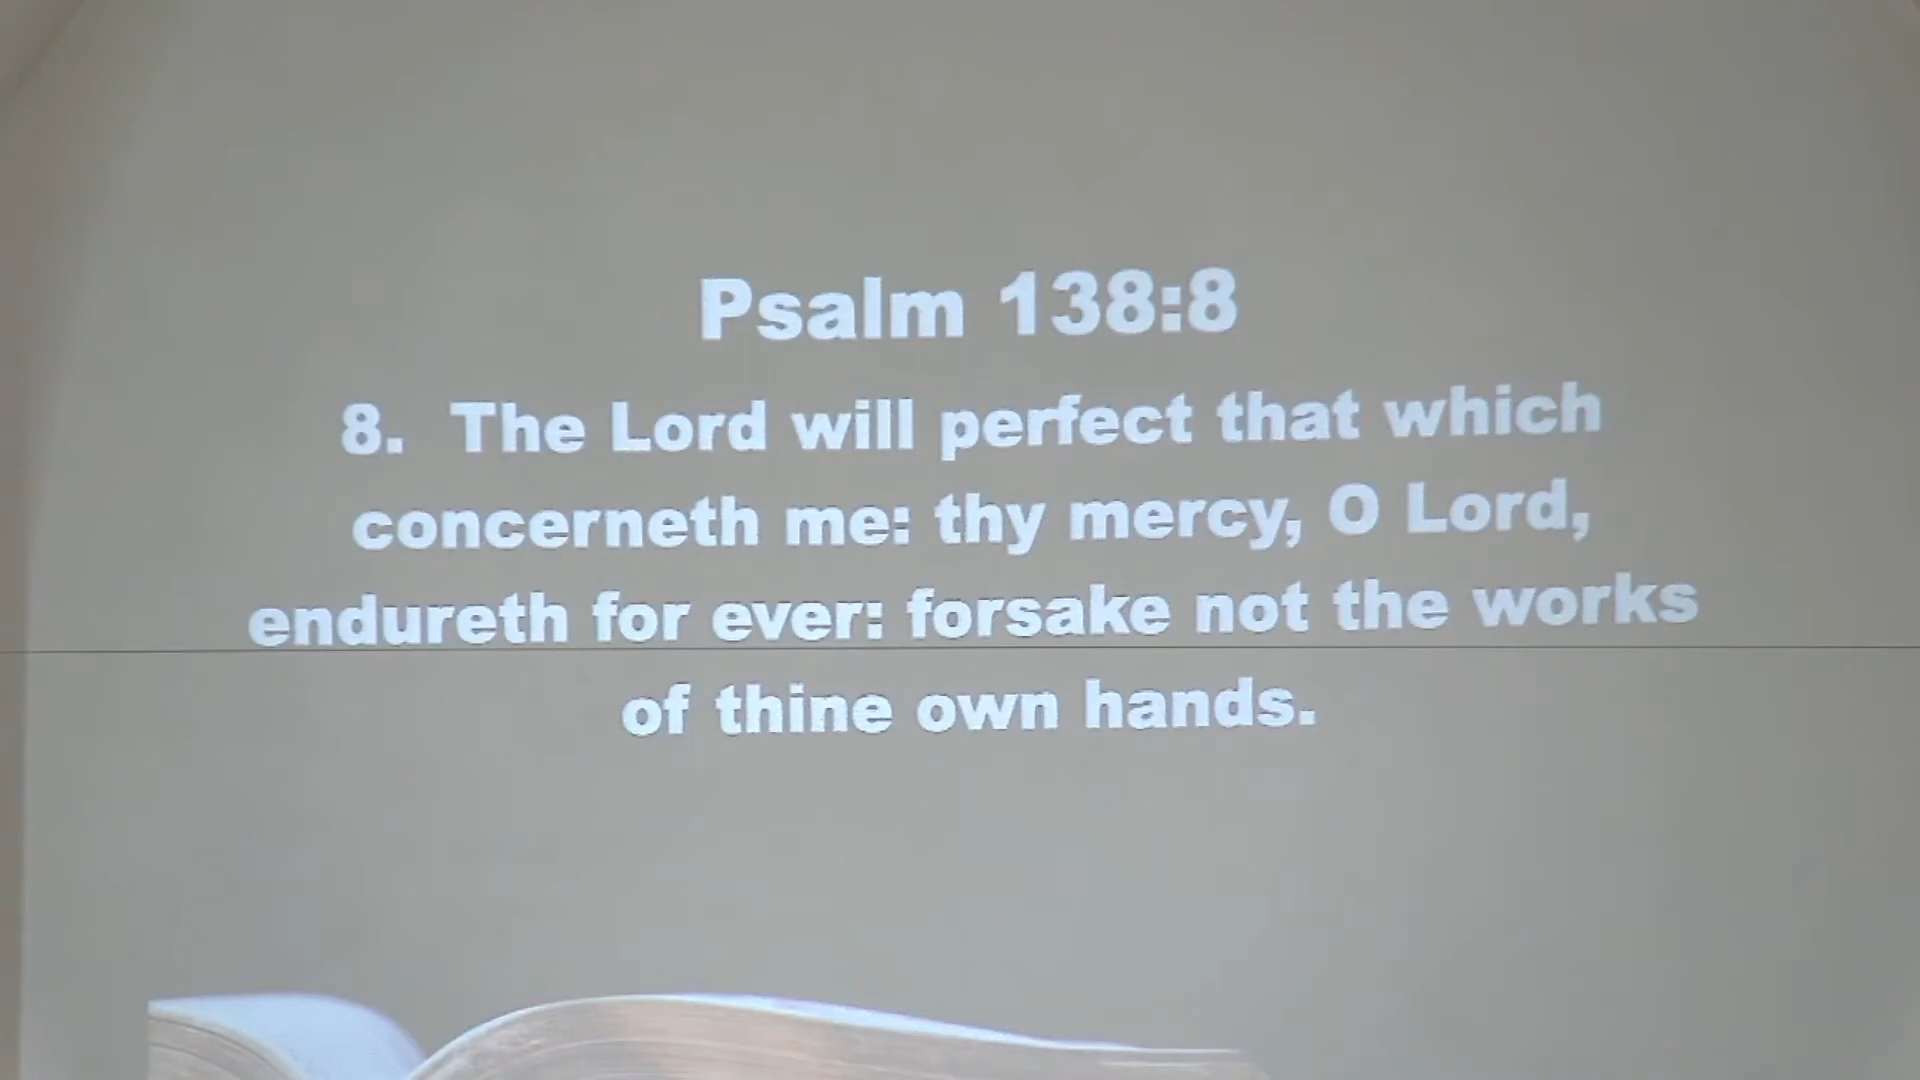 Psalm 138:8
8. The Lord will perfect that which
concerneth me: thy mercy, O Lord,
endureth for ever: forsake not the works
of thine own hands.